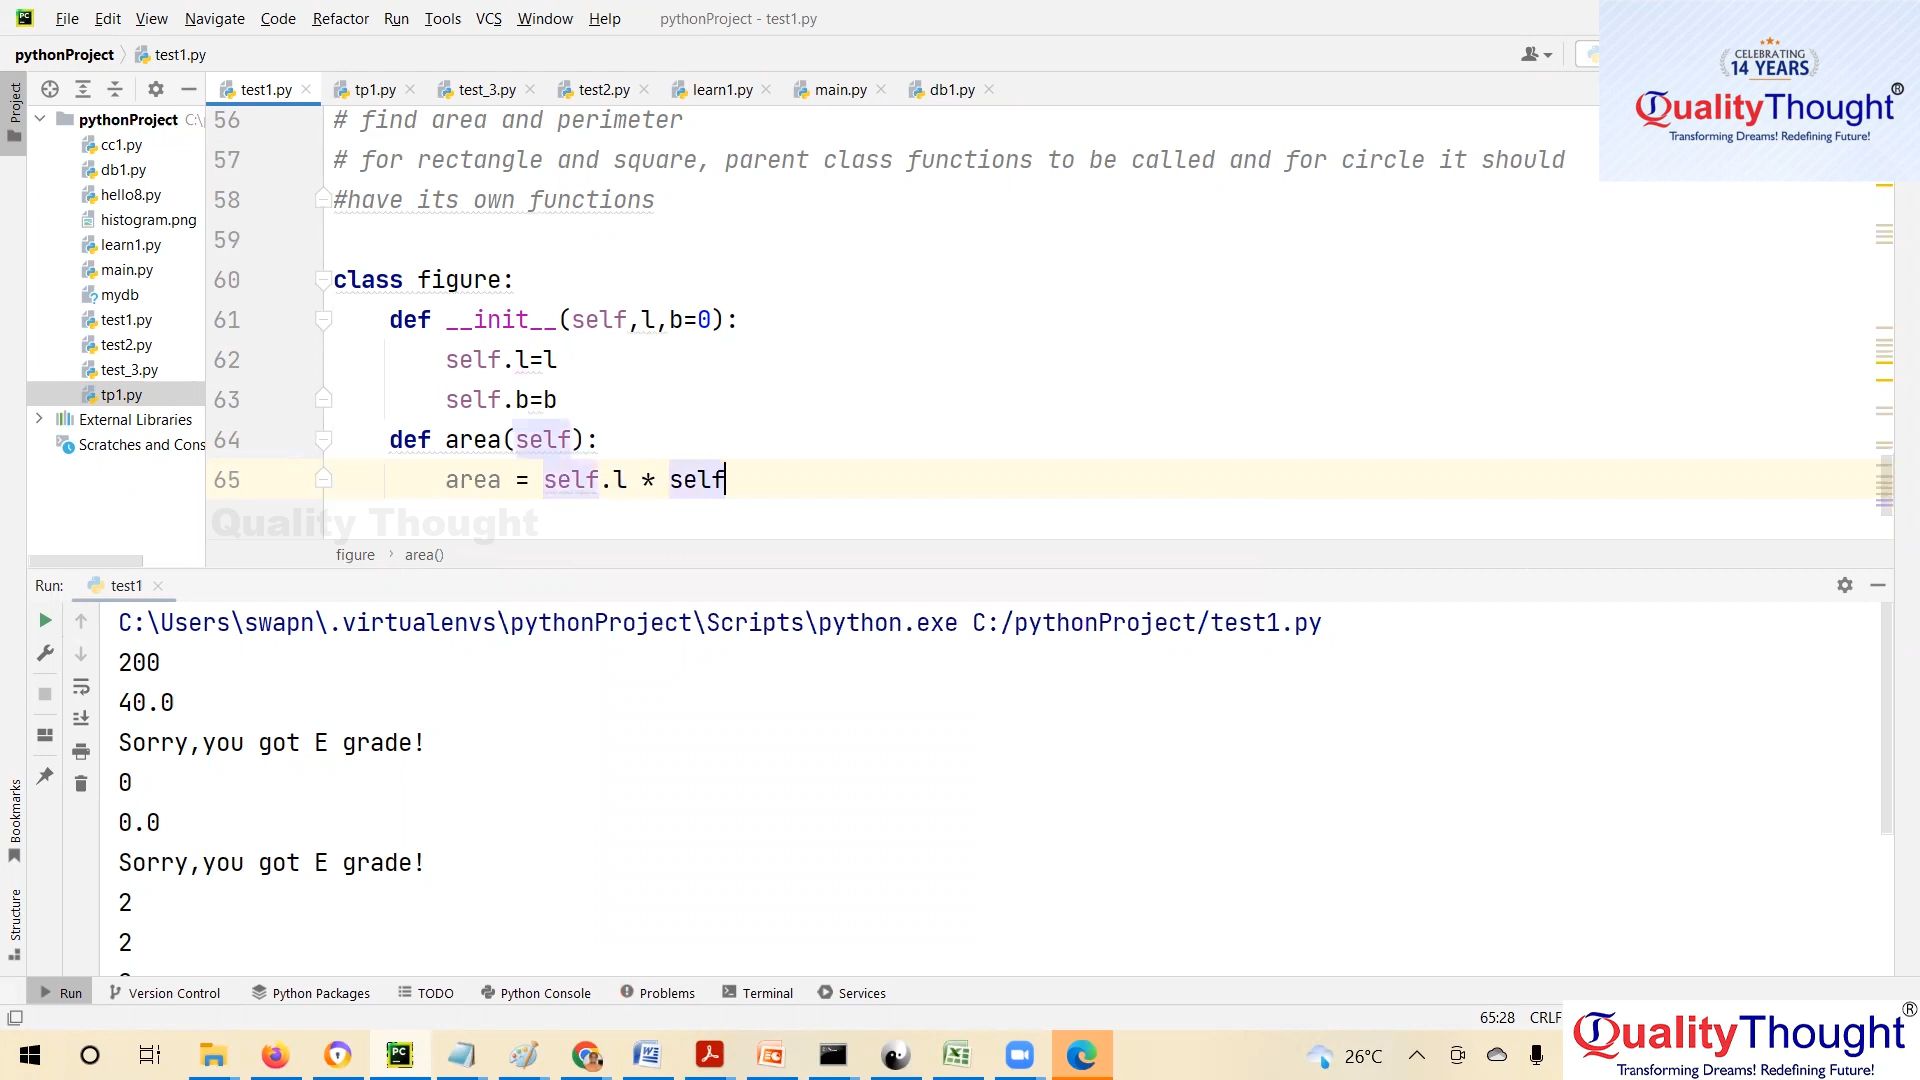 File Edit View Navigate Code Refactor Run Tools VCS Window Help pythonProject - test1.py
pythonProject test1.py
CELEBRATING
14 YEARS
QualityThought®
Transforming Dreams! Redefining Future!
test1.py tp1.py test_3.py test2.py learn1.py main.py db1.py
Project
pythonProject C:\
cc1.py
db1.py
hello8.py
histogram.png
learn1.py
main.py
mydb
test1.py
test2.py
test_3.py
tp1.py
External Libraries
Scratches and Cons
56 # find area and perimeter
57 # for rectangle and square, parent class functions to be called and for circle it should
58 #have its own functions
59
60 class figure:
61 def __init__(self,l,b=0):
62 self.l=l
63 self.b=b
64 def area(self):
65 area = self.l * self
Quality Thought
figure area()
Run: test1
C:\Users\swapn\.virtualenvs\pythonProject\Scripts\python.exe C:/pythonProject/test1.py
200
40.0
Sorry,you got E grade!
0
0.0
Sorry,you got E grade!
2
2
Bookmarks
Structure
Run Version Control Python Packages TODO Python Console Problems Terminal Services
65:28 CRLF
26°C
QualityThought®
Transforming Dreams! Redefining Future!